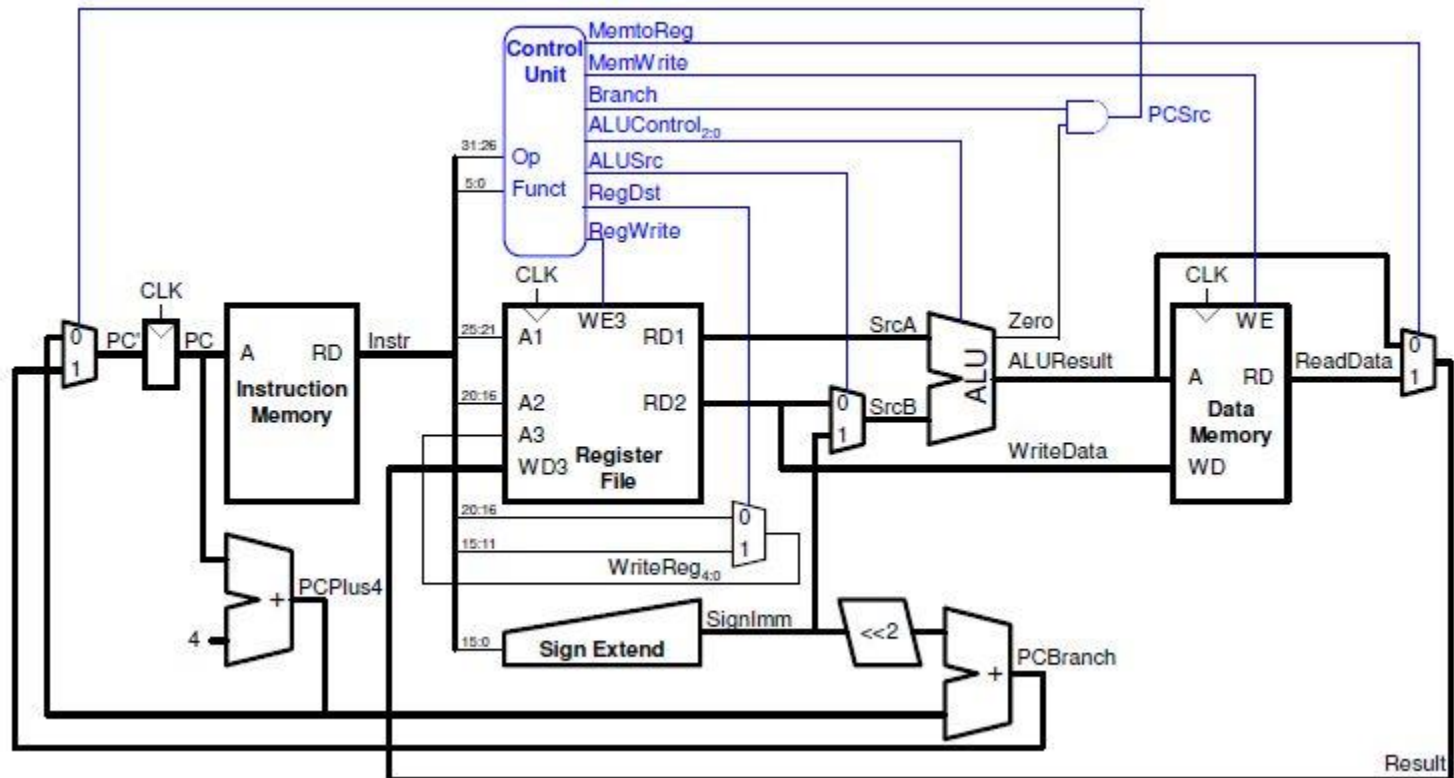 MemtoReg
Control
Unit
MemWrite
Branch
PCSrc
ALUControl2:0
31:26
Op
ALUSrc
5:0
Funct
RegDst
RegWrite
CLK
CLK
CLK
0
1
PC'
PC
A
RD
Instruction
Memory
Instr
25:21
A1
WE3
RD1
SrcA
Zero
ALU
ALUResult
WE
A
RD
Data
Memory
WD
ReadData
0
1
20:16
A2
RD2
0
1
SrcB
A3
WD3
Register
File
WriteData
20:16
0
15:11
1
WriteReg4:0
+
PCPlus4
4
15:0
Sign Extend
SignImm
<<2
+
PCBranch
Result